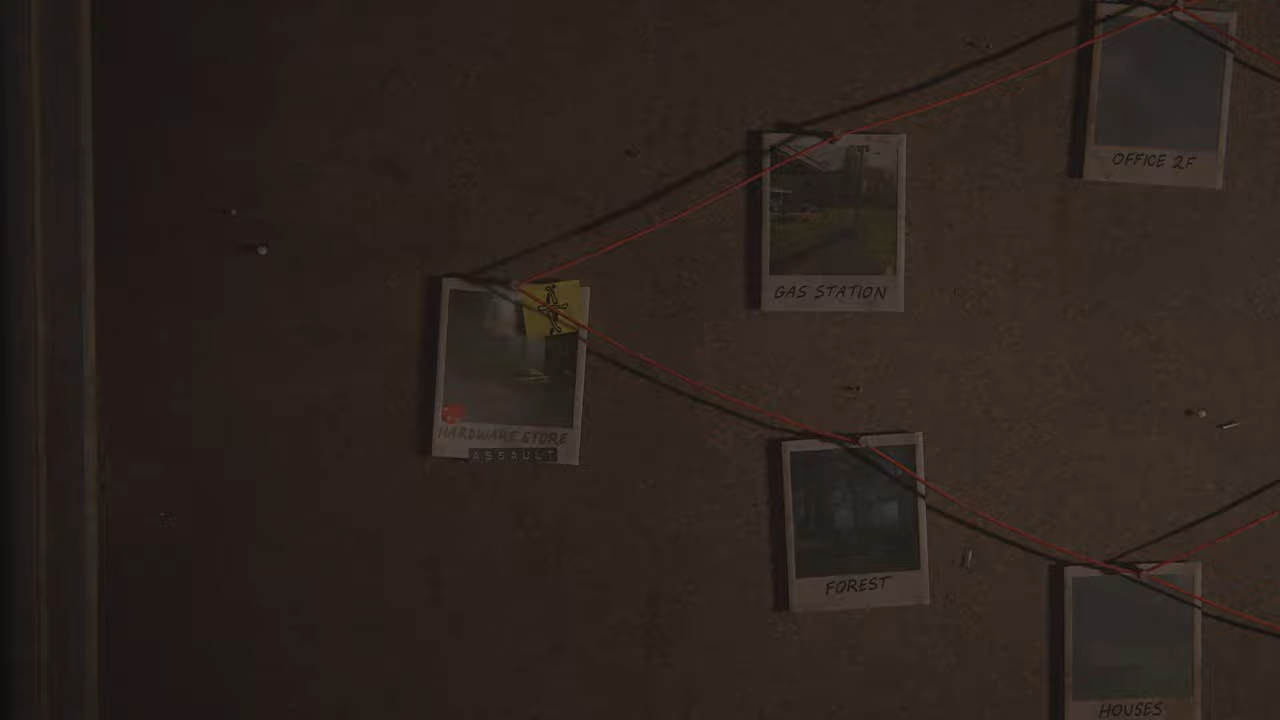 OFFICE 2F
GAS STATION
HARDWARE STORE
ASSAULT
FOREST
HOUSES